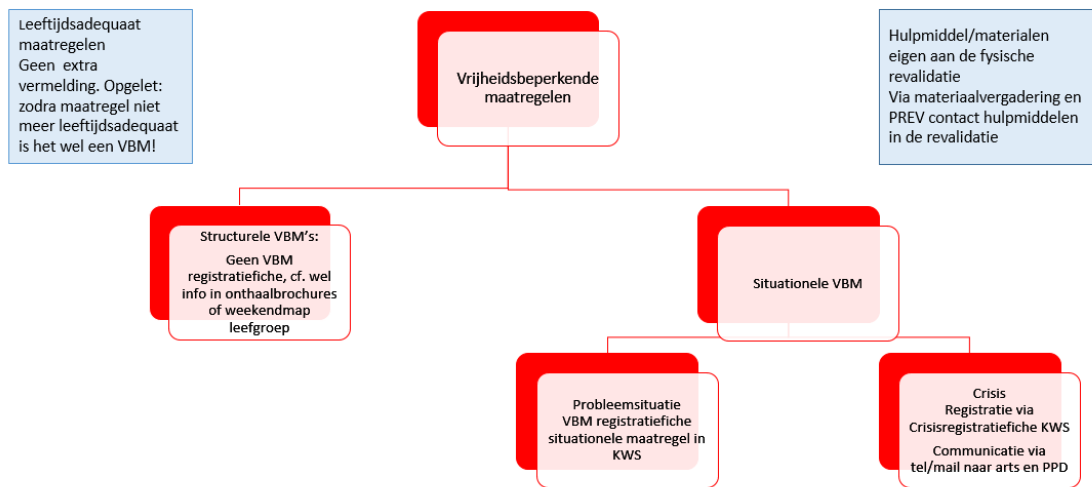 Leeftijdsadequaat
maatregelen
Geen extra
vermelding. Opgelet:
zodra maatregel niet
meer leeftijdsadequaat
is het wel een VBM!
Vrijheidsbeperkende
maatregelen
Hulpmiddel/materialen
eigen aan de fysische
revalidatie
Via materiaalvergadering en
PREV contact hulpmiddelen
in de revalidatie
Structurele VBM's:
Geen VBM
registratiefiche, cf. wel
info in onthaalbrochures
of weekendmap
leefgroep
Situationele VBM
Probleemsituatie
VBM registratiefiche
situationele maatregel in
KWS
Crisis
Registratie via
Crisisregistratiefiche KWS
Communicatie via
tel/mail naar arts en PPD